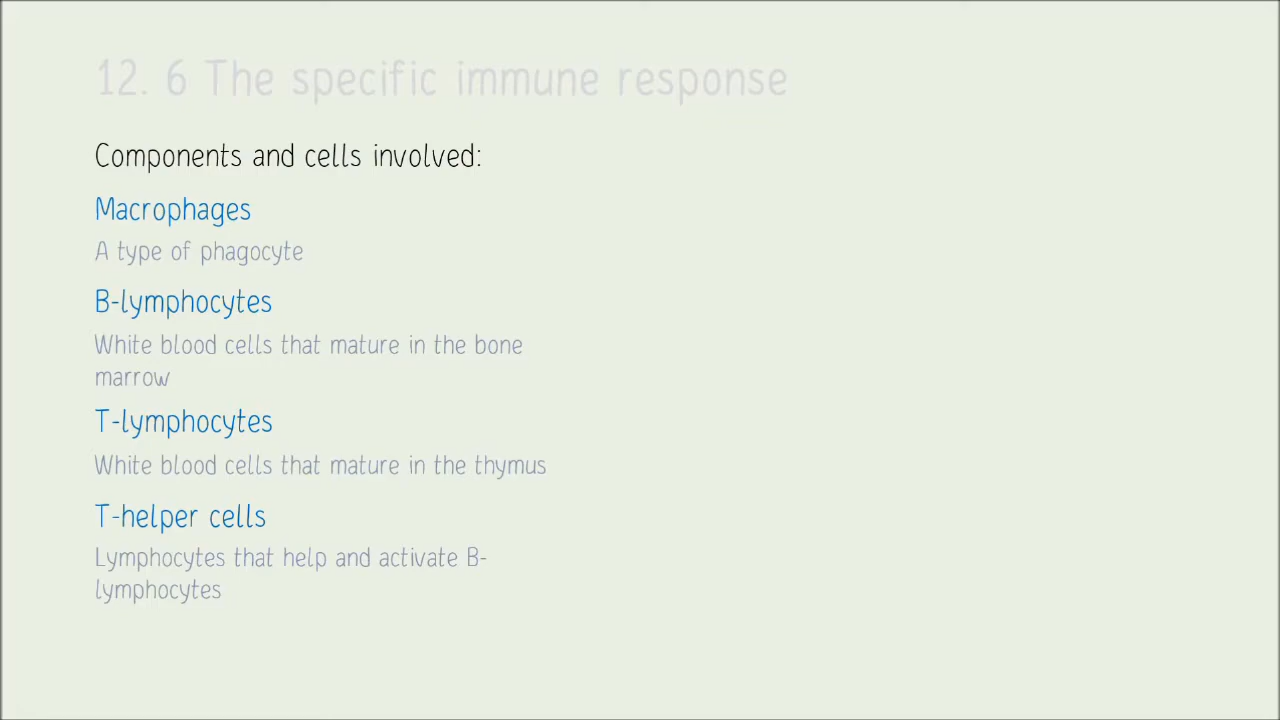 12. 6 The specific immune response
Components and cells involved:
Macrophages
A type of phagocyte
B-lymphocytes
White blood cells that mature in the bone
marrow
T-lymphocytes
White blood cells that mature in the thymus
T-helper cells
Lymphocytes that help and activate B-
lymphocytes